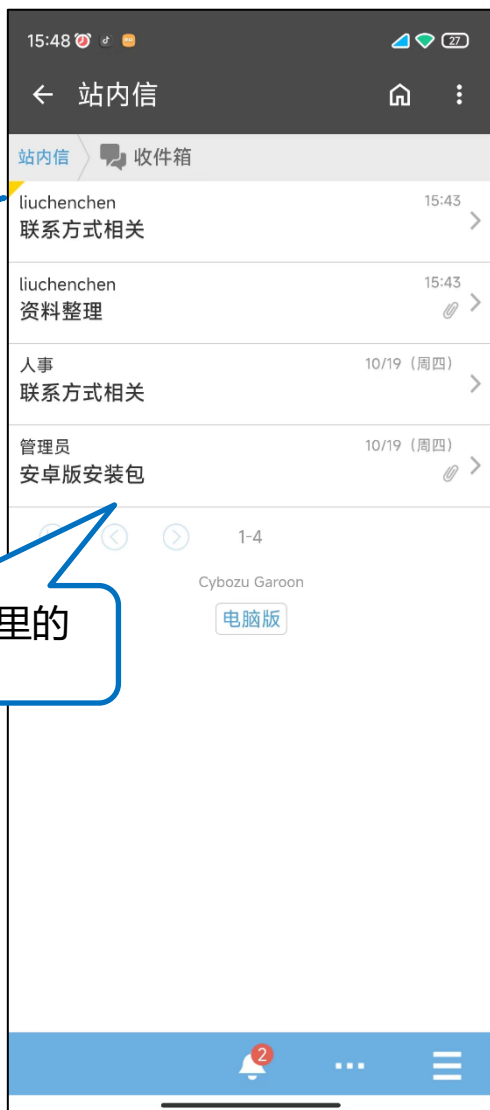 15:48
27
站内信
站内信 收件箱
liuchenchen 15:43
联系方式相关
liuchenchen 15:43
资料整理
人事 10/19（周四）
联系方式相关
管理员 10/19（周四）
安卓版安装包
1-4
Cybozu Garoon
电脑版
里的
2